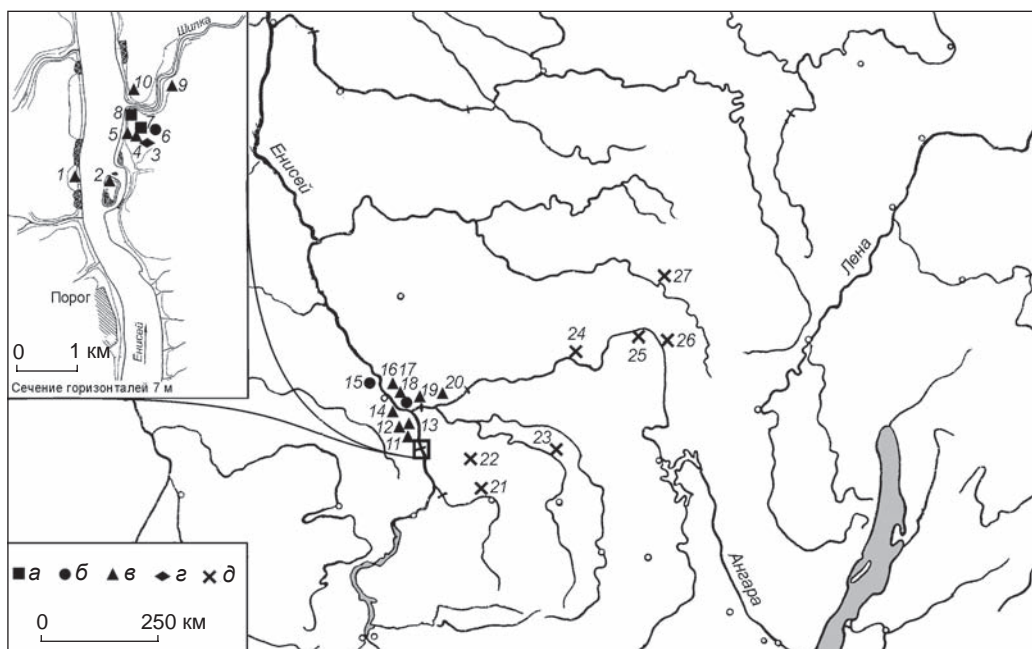 Шилка
10
9
8
7
5
6
4
3
1
2
Порог
Енисей
0 1 км
Сечение горизонталей 7 м
Енисей
Лена
Ангара
27
24
25
26
15
16 17
18
19
20
14
12
13
11
22
23
21
а б в г д
0 250 км